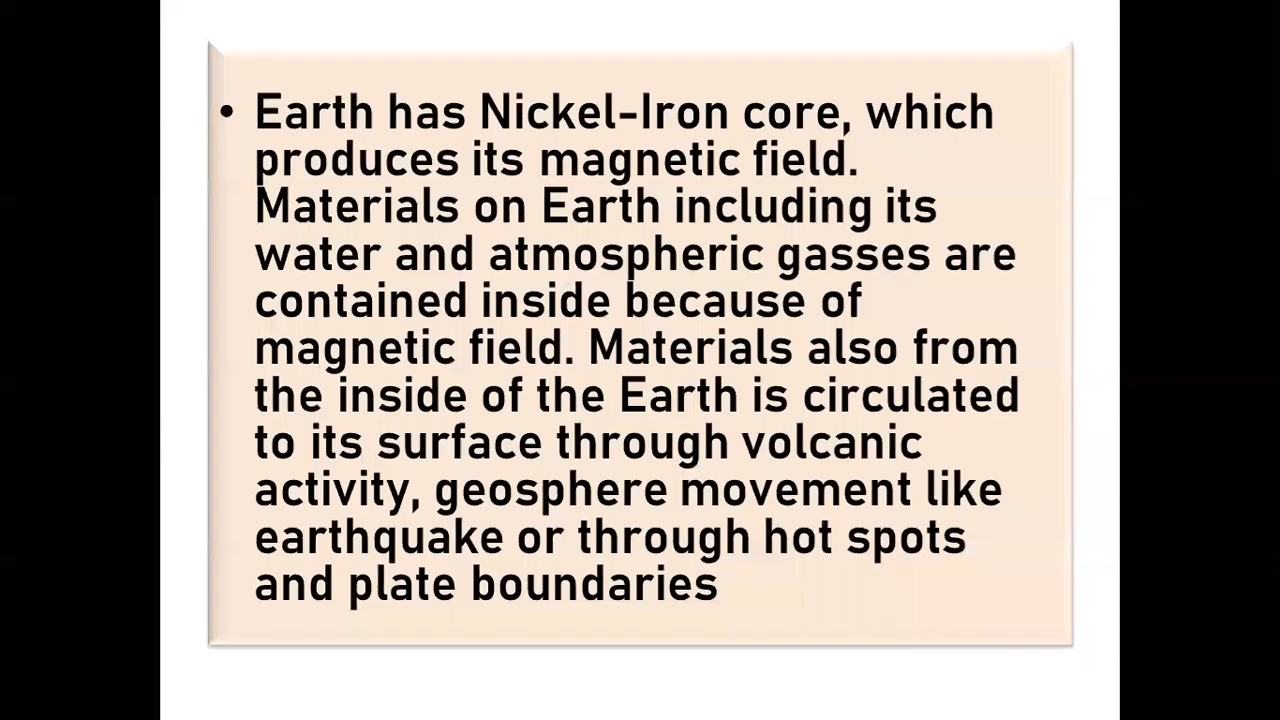 • Earth has Nickel-Iron core, which
produces its magnetic field.
Materials on Earth including its
water and atmospheric gasses are
contained inside because of
magnetic field. Materials also from
the inside of the Earth is circulated
to its surface through volcanic
activity, geosphere movement like
earthquake or through hot spots
and plate boundaries